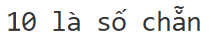 10 là số chẵn